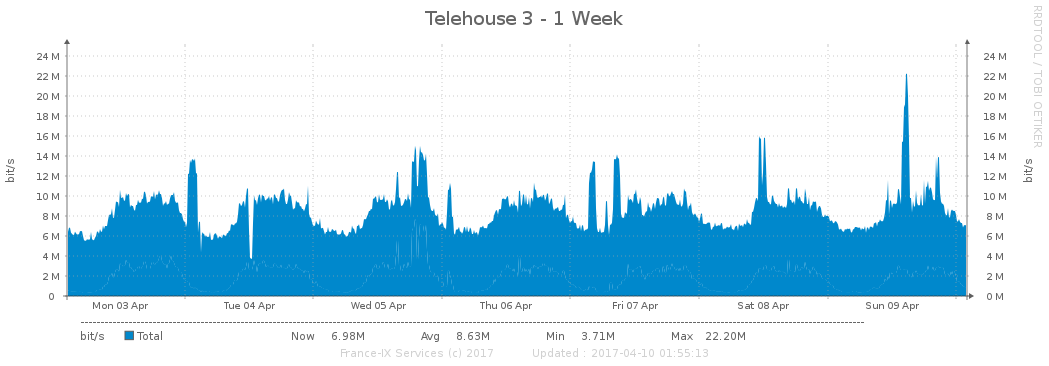 Telehouse 3 - 1 Week
RRDTOOL / TOBI OETIKER
bit/s
24 M 24 M
22 M 22 M
20 M 20 M
18 M 18 M
16 M 16 M
14 M 14 M
12 M 12 M
10 M 10 M
8 M 8 M
6 M 6 M
4 M 4 M
2 M 2 M
0 0 M
bit/s
Mon 03 Apr Tue 04 Apr Wed 05 Apr Thu 06 Apr Fri 07 Apr Sat 08 Apr Sun 09 Apr
bit/s Total Now 6.98M Avg 8.63M Min 3.71M Max 22.20M
France-IX Services (c) 2017 Updated : 2017-04-10 01:55:13